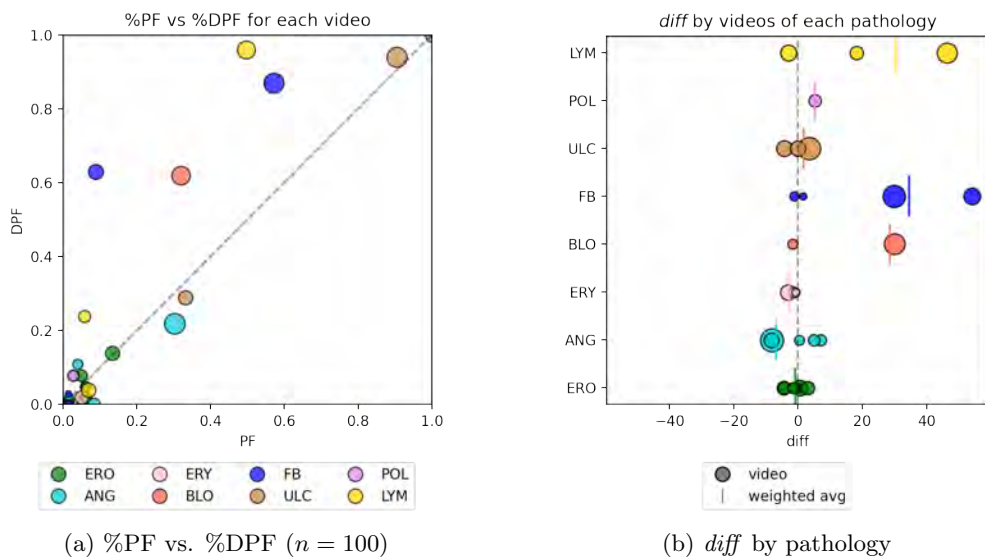 %PF vs %DPF for each video
1.0
0.8
0.6
0.4
0.2
0.0
DPF
0.0 0.2 0.4 0.6 0.8 1.0
PF
ERO ERY FB POL
ANG BLO ULC LYM
(a) %PF vs. %DPF (n = 100)
diff by videos of each pathology
LYM
POL
ULC
FB
BLO
ERY
ANG
ERO
−40 −20 0 20 40
diff
video
weighted avg
(b) diff by pathology